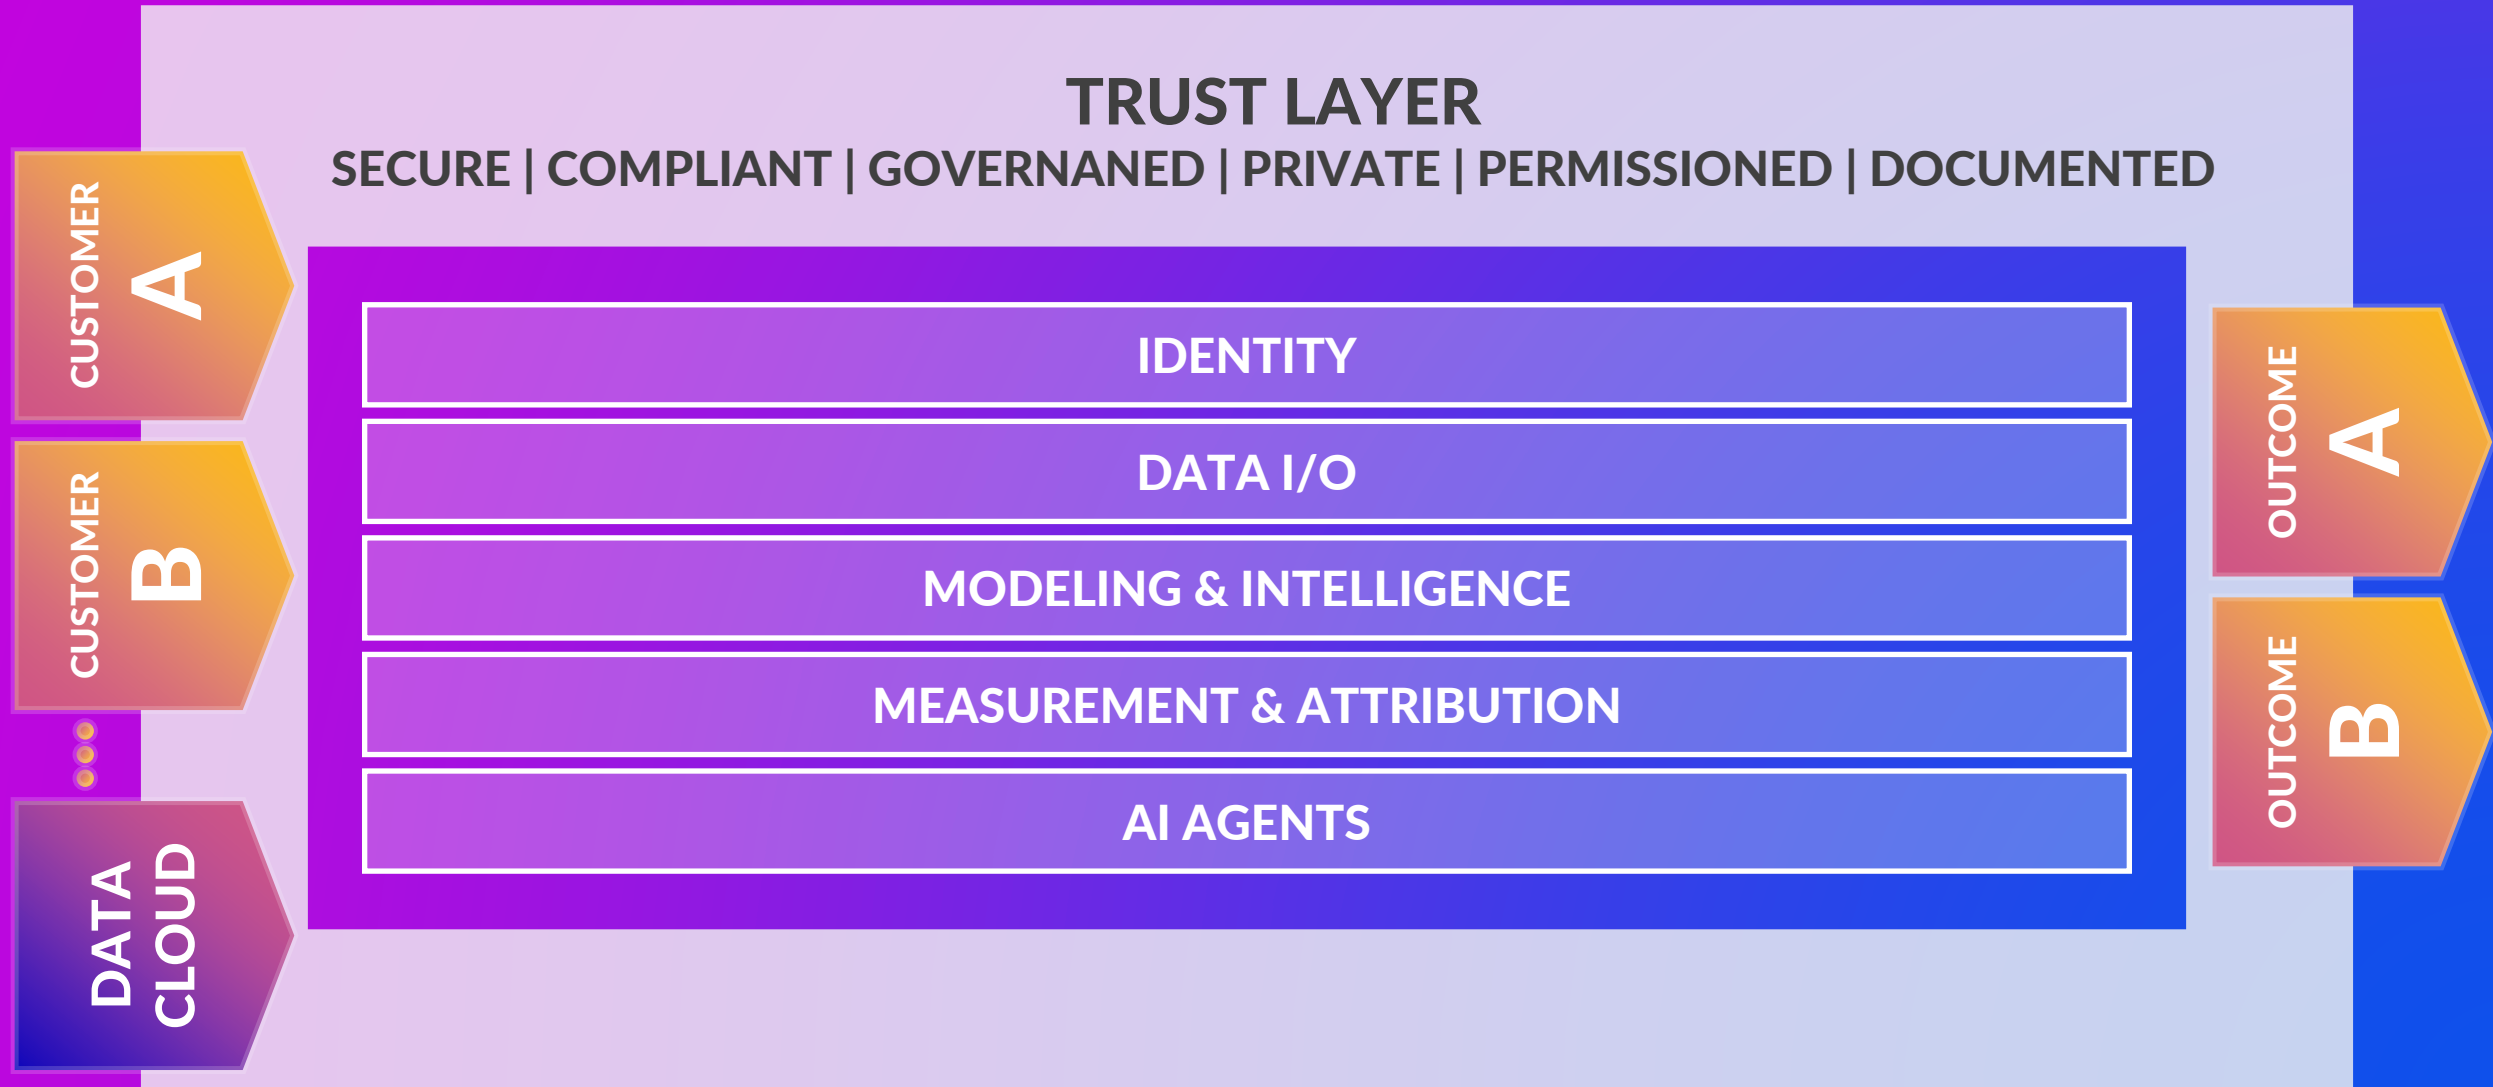 TRUST LAYER
SECURE | COMPLIANT | GOVERNANED | PRIVATE | PERMISSIONED | DOCUMENTED
CUSTOMER
A
CUSTOMER
B
DATA
CLOUD
IDENTITY
DATA I/O
MODELING & INTELLIGENCE
MEASUREMENT & ATTRIBUTION
AI AGENTS
OUTCOME
A
OUTCOME
B